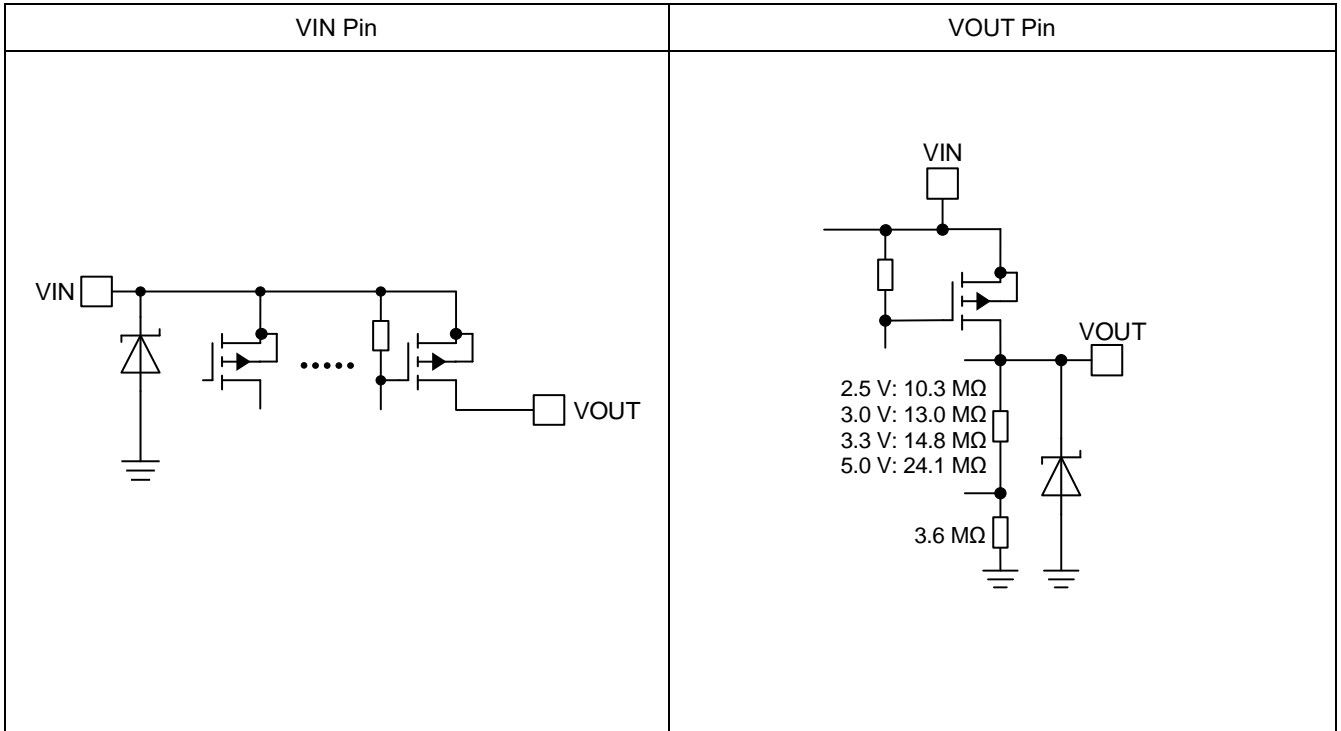 VIN Pin
VOUT Pin
VIN
VOUT
VIN
VOUT
2.5 V: 10.3 MΩ
3.0 V: 13.0 MΩ
3.3 V: 14.8 MΩ
5.0 V: 24.1 MΩ
3.6 MΩ